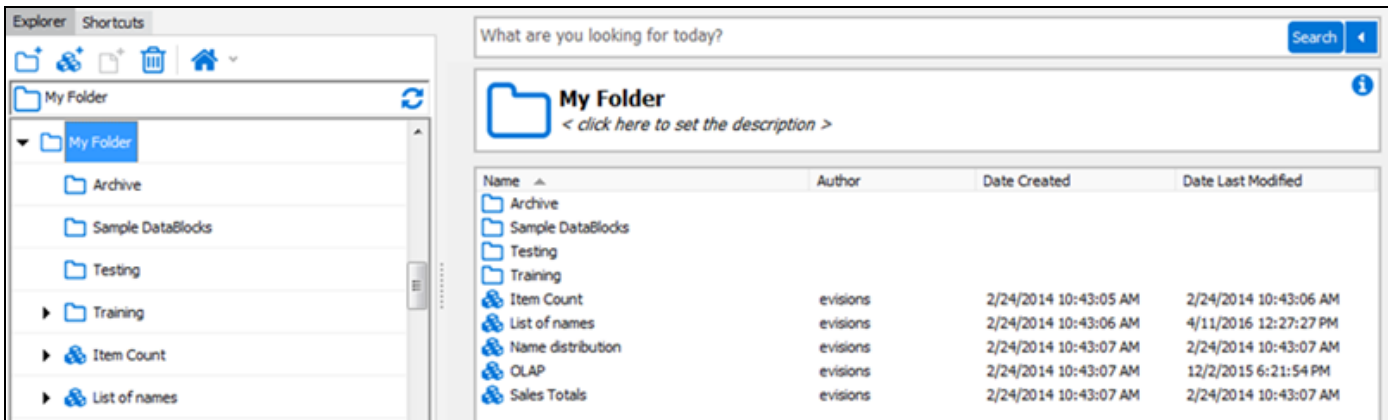 Explorer Shortcuts
My Folder
My Folder
Archive
Sample DataBlocks
Testing
Training
Item Count
List of names
What are you looking for today? Search
My Folder
< click here to set the description >
Name Author Date Created Date Last Modified
Archive
Sample DataBlocks
Testing
Training
Item Count evisions 2/24/2014 10:43:05 AM 2/24/2014 10:43:06 AM
List of names evisions 2/24/2014 10:43:06 AM 4/11/2016 12:27:27 PM
Name distribution evisions 2/24/2014 10:43:07 AM 2/24/2014 10:43:07 AM
OLAP evisions 2/24/2014 10:43:07 AM 12/2/2015 6:21:54 PM
Sales Totals evisions 2/24/2014 10:43:07 AM 2/24/2014 10:43:07 AM